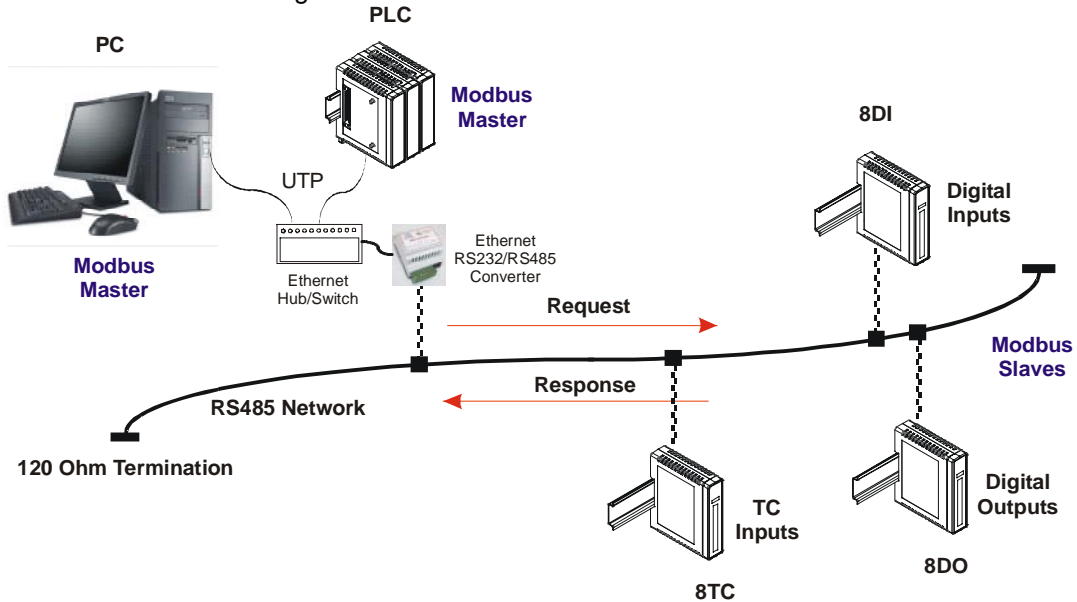 PLC
PC
Modbus
Master
8DI
UTP
Digital
Inputs
Ethernet
RS232/RS485
Converter
Modbus
Master
Ethernet
Hub/Switch
Request
Modbus
Slaves
Response
RS485 Network
120 Ohm Termination
TC
Inputs
Digital
Outputs
8DO
8TC